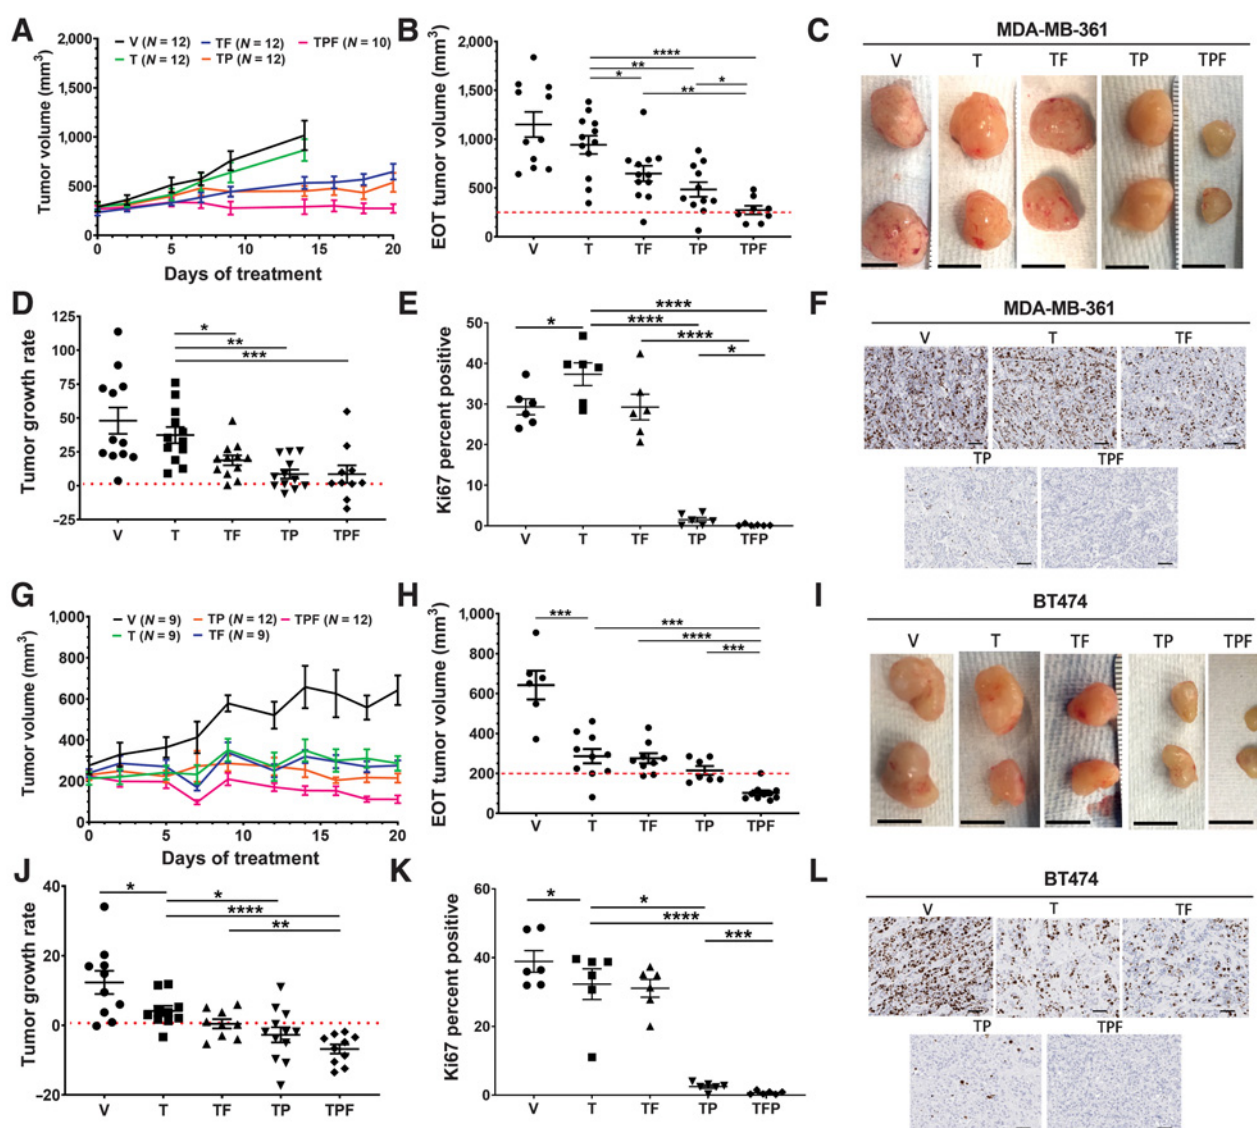 A
V (N = 12) TF (N = 12) TPF (N = 10)
T (N = 12) TP (N = 12)
Tumor volume (mm3)
2,000
1,500
1,000
500
0
0 5 10 15 20
Days of treatment
B
EOT tumor volume (mm3)
2,000
1,500
1,000
500
0
****
**
*
*
**
V T TF TP TPF
C
MDA-MB-361
V T TF TP TPF
D
Tumor growth rate
125
100
75
50
25
0
–25
*
**
***
V T TF TP TPF
E
Ki67 percent positive
50
40
30
20
10
0
****
*
****
****
*
V T TF TP TFP
F
MDA-MB-361
V T TF
TP TPF
G
V (N = 9) TP (N = 12) TPF (N = 12)
T (N = 9) TF (N = 9)
Tumor volume (mm3)
1,000
800
600
400
200
0
0 5 10 15 20
Days of treatment
H
EOT tumor volume (mm3)
1,000
800
600
400
200
0
***
***
****
***
V T TF TP TPF
I
BT474
V T TF TP TPF
J
Tumor growth rate
40
20
0
–20
*
*
****
**
V T TF TP TPF
K
Ki67 percent positive
60
40
20
0
*
*
****
***
V T TF TP TFP
L
BT474
V T TF
TP TPF